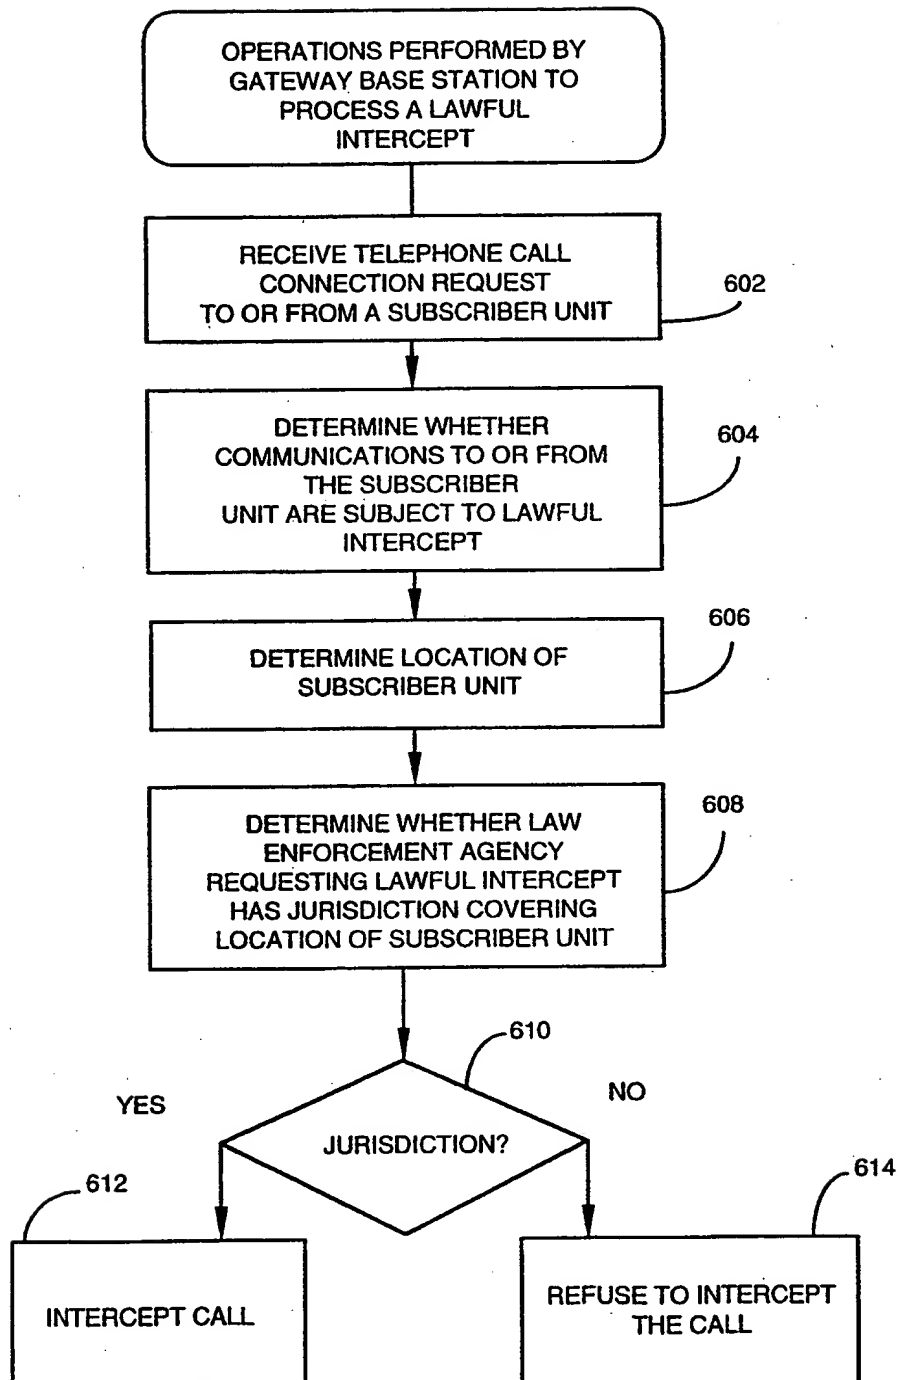 OPERATIONS PERFORMED BY
GATEWAY BASE STATION TO
PROCESS A LAWFUL
INTERCEPT
RECEIVE TELEPHONE CALL
CONNECTION REQUEST
TO OR FROM A SUBSCRIBER UNIT
602
DETERMINE WHETHER
COMMUNICATIONS TO OR FROM
THE SUBSCRIBER
UNIT ARE SUBJECT TO LAWFUL
INTERCEPT
604
DETERMINE LOCATION OF
SUBSCRIBER UNIT
606
DETERMINE WHETHER LAW
ENFORCEMENT AGENCY
REQUESTING LAWFUL INTERCEPT
HAS JURISDICTION COVERING
LOCATION OF SUBSCRIBER UNIT
608
610
YES
NO
JURISDICTION?
612
614
INTERCEPT CALL
REFUSE TO INTERCEPT
THE CALL